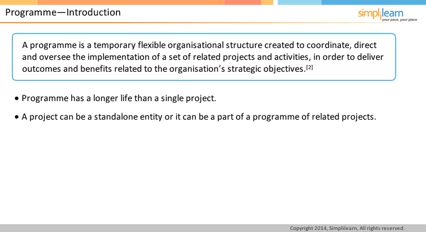 Programme—Introduction
simplilearn
your pace, your place
A programme is a temporary flexible organisational structure created to coordinate, direct
and oversee the implementation of a set of related projects and activities, in order to deliver
outcomes and benefits related to the organisation's strategic objectives.[2]
• Programme has a longer life than a single project.
• A project can be a standalone entity or it can be a part of a programme of related projects.
Copyright 2014, Simplilearn, All rights reserved.